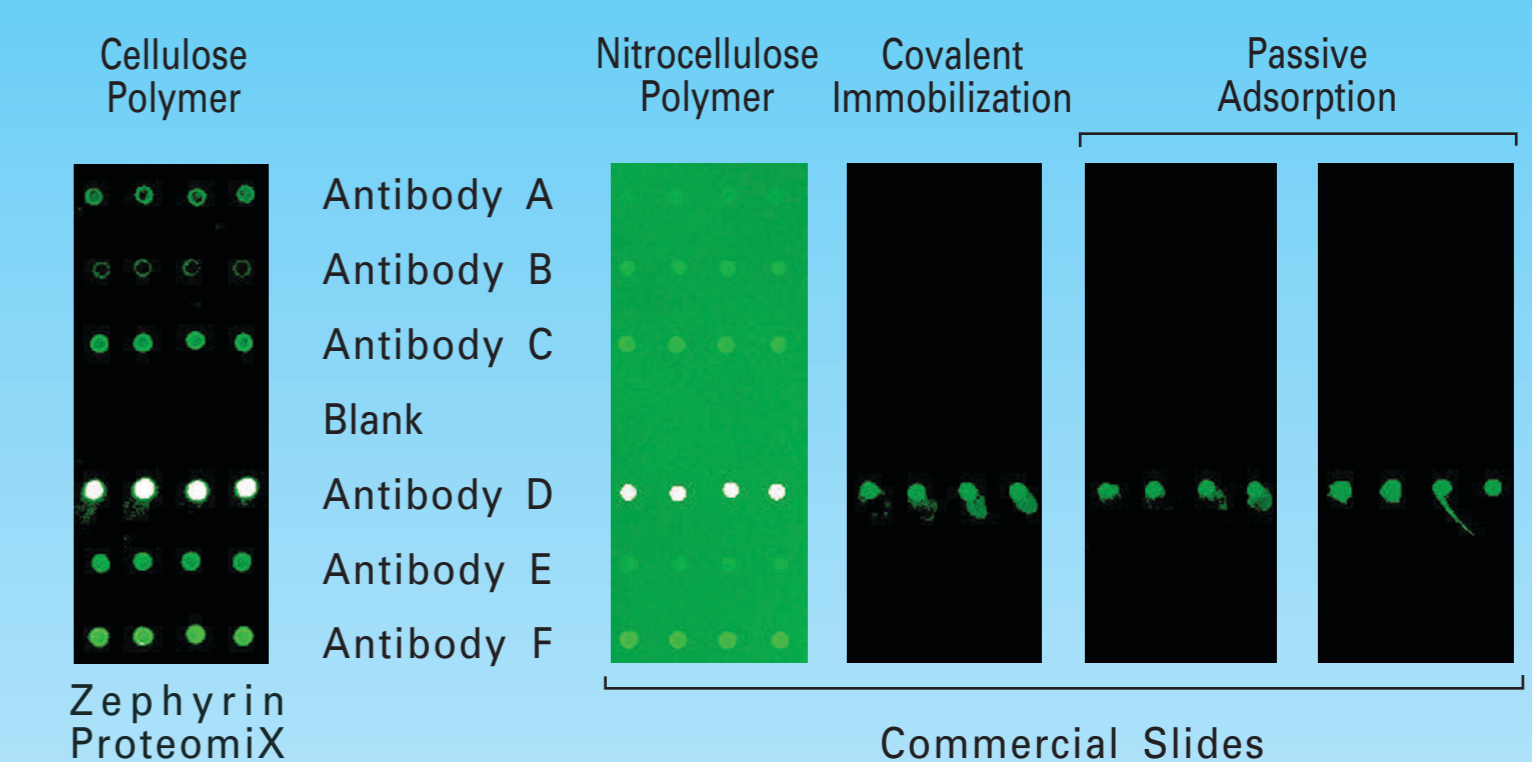 Cellulose
Polymer
Nitrocellulose
Polymer
Covalent
Immobilization
Passive
Adsorption
Antibody A
Antibody B
Antibody C
Blank
Antibody D
Antibody E
Antibody F
Zephyrin
ProteomiX
Commercial Slides